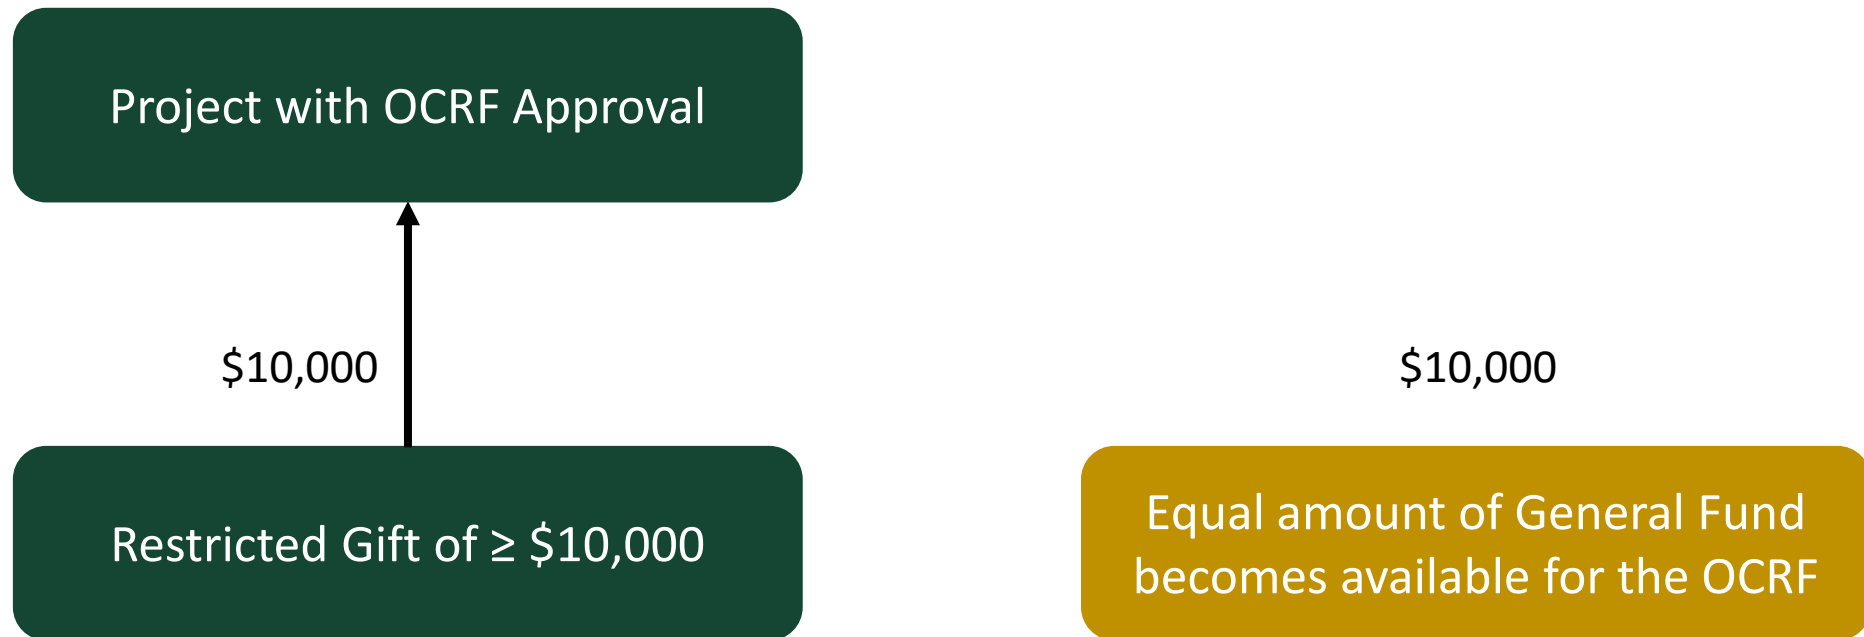 Project with OCRF Approval
$10,000
$10,000
Restricted Gift of ≥ $10,000
Equal amount of General Fund
becomes available for the OCRF